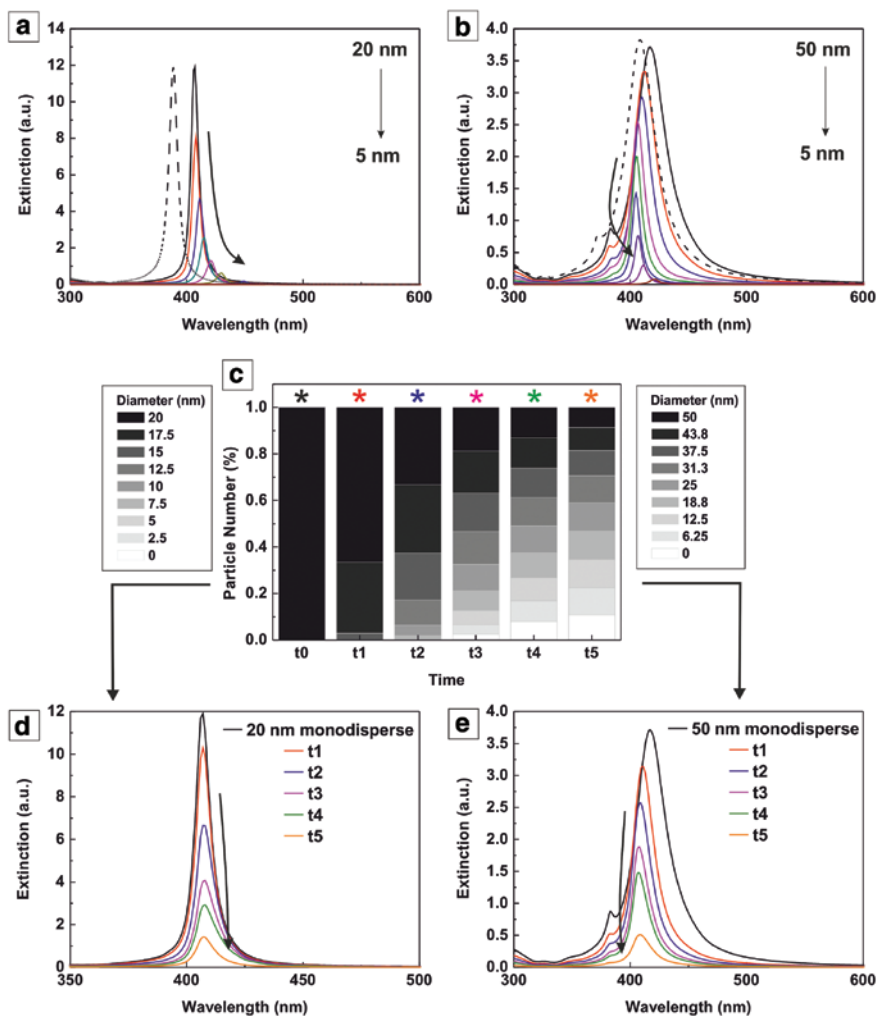 a
14
12
10
8
6
4
2
0
Extinction (a.u.)
20 nm
5 nm
300
400
500
600
Wavelength (nm)
b
4.0
3.5
3.0
2.5
2.0
1.5
1.0
0.5
0.0
Extinction (a.u.)
50 nm
5 nm
300
400
500
600
Wavelength (nm)
c
Diameter (nm)
20
17.5
15
12.5
10
7.5
5
2.5
0
* * * * * *
1.0
0.8
0.6
0.4
0.2
0.0
Particle Number (%)
t0 t1 t2 t3 t4 t5
Time
Diameter (nm)
50
43.8
37.5
31.3
25
18.8
12.5
6.25
0
d
12
10
8
6
4
2
0
Extinction (a.u.)
20 nm monodisperse
t1
t2
t3
t4
t5
350
400
450
500
Wavelength (nm)
e
4.0
3.5
3.0
2.5
2.0
1.5
1.0
0.5
0.0
Extinction (a.u.)
50 nm monodisperse
t1
t2
t3
t4
t5
300
400
500
600
Wavelength (nm)